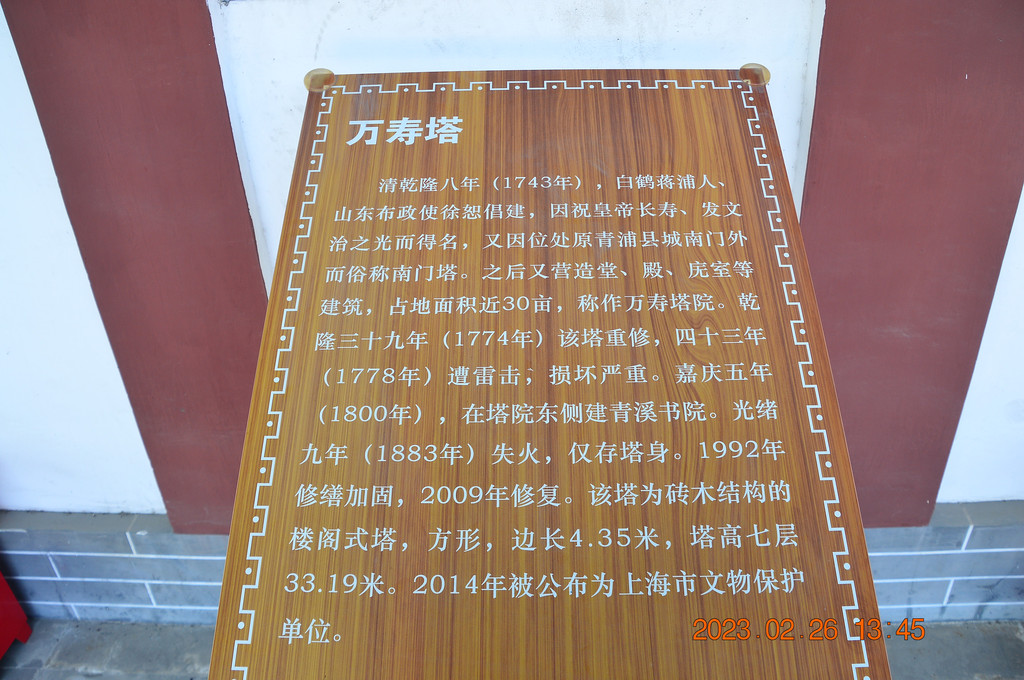 万寿塔
清乾隆八年（1743年），白鹤蒋浦人、
山东布政使徐恕倡建，因祝皇帝长寿、发文
治之光而得名，又因位处原青浦县城南门外
而俗称南门塔。之后又营造堂、殿、庑室等
建筑，占地面积近30亩，称作万寿塔院。乾
隆三十九年（1774年）该塔重修，四十三年
（1778年）遭雷击，损坏严重。嘉庆五年
（1800年），在塔院东侧建青溪书院。光绪
九年（1883年）失火，仅存塔身。1992年
修缮加固，2009年修复。该塔为砖木结构的
楼阁式塔，方形，边长4.35米，塔高七层
33.19米。2014年被公布为上海市文物保护
单位。
2023.02.26 13:45